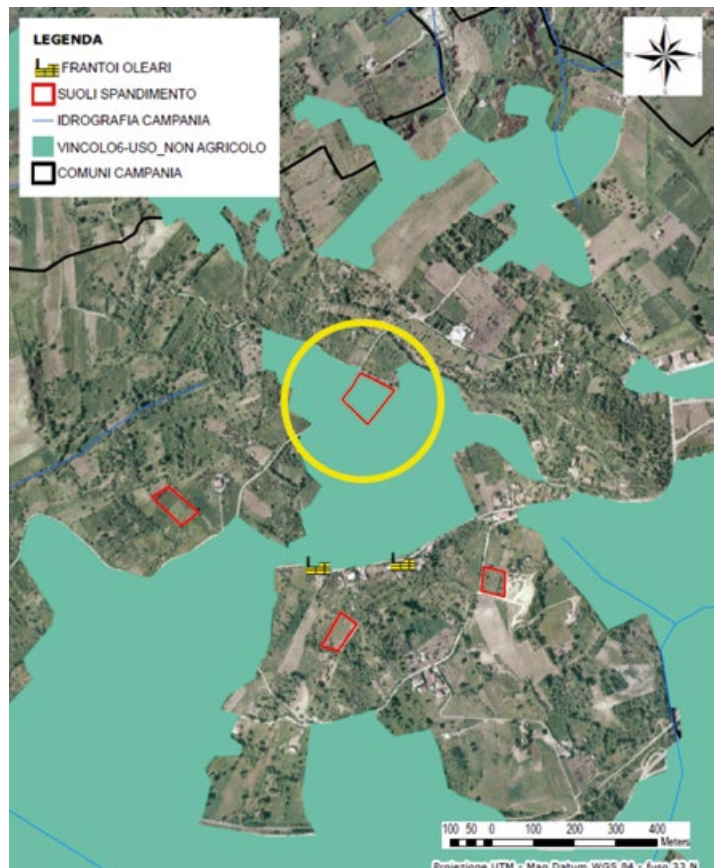 LEGENDA
FRANTOI OLEARI
SUOLI SPANDIMENTO
IDROGRAFIA CAMPANIA
VINCOLO6-USO_NON AGRICOLO
COMUNI CAMPANIA
N
W E
S
100 50 0 100 200 300 400
Meters
Proiezione UTM - Map Datum WGS 84 - fuso 33 N